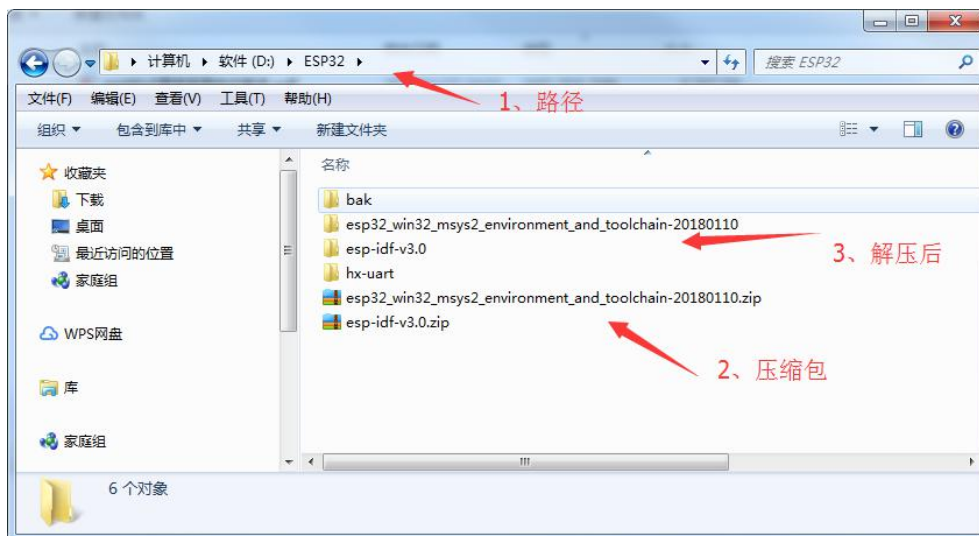 计算机 软件 (D:) ESP32
搜索 ESP32
文件(F) 编辑(E) 查看(V) 工具(T) 帮助(H)
1、路径
组织 包含到库中 共享 新建文件夹
收藏夹
下载
桌面
最近访问的位置
家庭组
WPS网盘
库
家庭组
名称
bak
esp32_win32_msys2_environment_and_toolchain-20180110
esp-idf-v3.0
3、解压后
hx-uart
esp32_win32_msys2_environment_and_toolchain-20180110.zip
esp-idf-v3.0.zip
2、压缩包
6 个对象